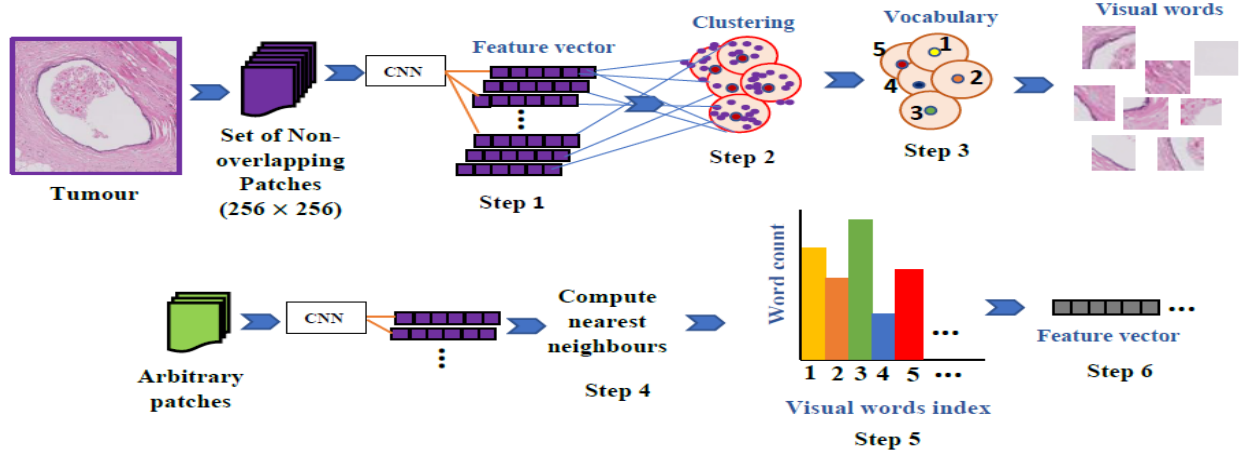 Tumour
Set of Non-
overlapping
Patches
(256 × 256)
CNN
Feature vector
...
Step 1
Clustering
Step 2
Vocabulary
1
5
2
4
3
Step 3
Visual words
Arbitrary
patches
CNN
...
Compute
nearest
neighbours
Step 4
Word count
...
1 2 3 4 5 ...
Visual words index
Step 5
...
Feature vector
Step 6